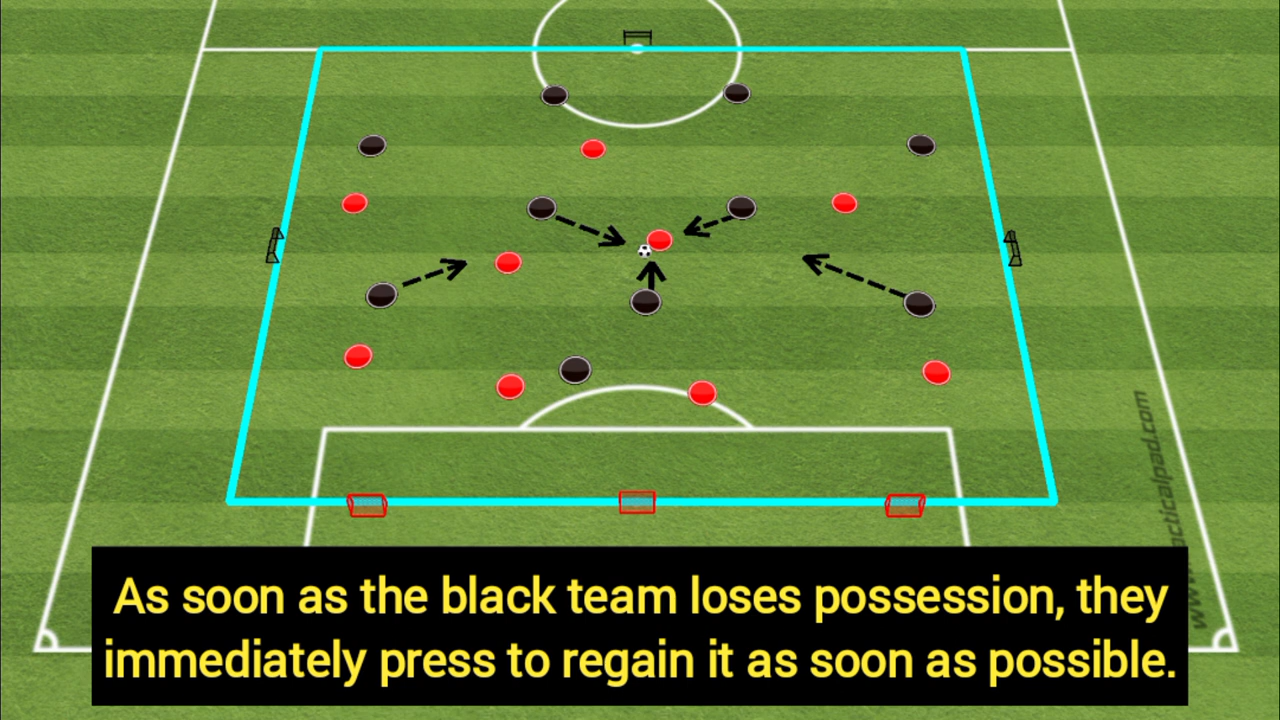 As soon as the black team loses possession, they
immediately press to regain it as soon as possible.